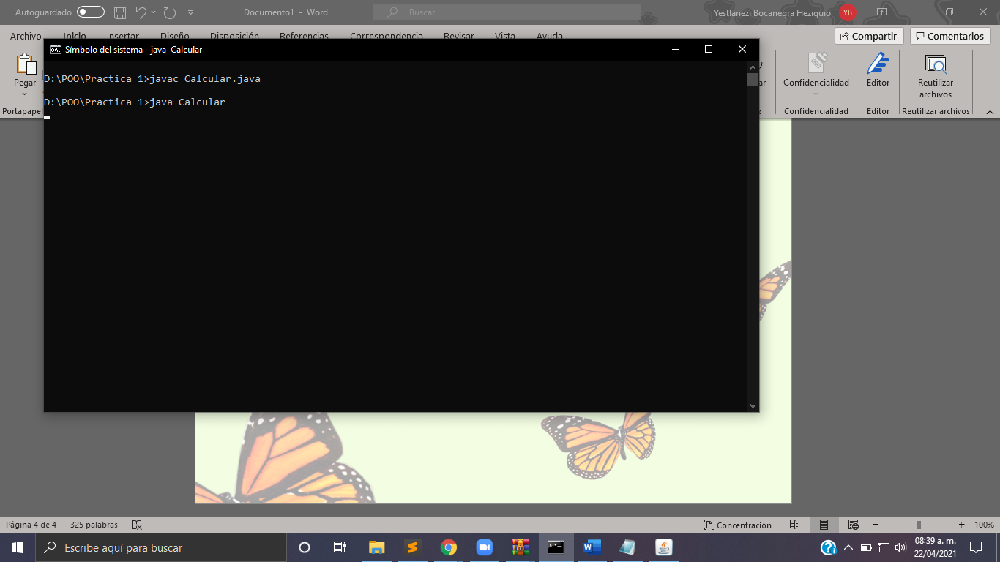 Autoguardado
Documento1 - Word
Buscar
Yestlanezi Bocanegra Heziquio
YB
Archivo Inicio Insertar Diseño Disposición Referencias Correspondencia Revisar Vista Ayuda
Compartir
Comentarios
Símbolo del sistema - java Calcular
D:\POO\Practica 1>javac Calcular.java
D:\POO\Practica 1>java Calcular
Pegar
Portapapel
Confidencialidad
Confidencialidad
Editor
Editor
Reutilizar
archivos
Reutilizar archivos
Página 4 de 4
325 palabras
Concentración
100%
Escribe aquí para buscar
08:39 a. m.
22/04/2021